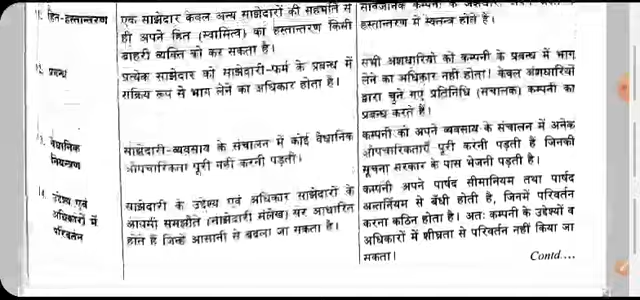 हित-हस्तान्तरण
एक साझेदार केवल अन्य साझेदारों की सहमति से
ही अपने हित (स्वामित्व) का हस्तान्तरण किसी
बाहरी व्यक्ति को कर सकता है।
सार्वजनिक कम्पनी के
हस्तान्तरण में स्वतन्त्र होते हैं।
प्रबन्ध
प्रत्येक साझेदार को साझेदारी-फर्म के प्रबन्ध में
सक्रिय रूप से भाग लेने का अधिकार होता है।
सभी अंशधारियों को कम्पनी के प्रबन्ध में भाग
लेने का अधिकार नहीं होता। केवल अंशधारियों
द्वारा चुने गए प्रतिनिधि (संचालक) कम्पनी का
प्रबन्ध करते हैं।
वैधानिक
नियन्त्रण
साझेदारी-व्यवसाय के संचालन में कोई वैधानिक
औपचारिकता पूरी नहीं करनी पड़ती।
कम्पनी को अपने व्यवसाय के संचालन में अनेक
औपचारिकताएँ पूरी करनी पड़ती हैं जिनकी
सूचना सरकार के पास भेजनी पड़ती है।
14. उद्देश्य एवं
अधिकारों में
परिवर्तन
साझेदारी के उद्देश्य एवं अधिकार साझेदारों के
आपसी समझौते (साझेदारी संलेख) पर आधारित
होते हैं जिन्हें आसानी से बदला जा सकता है।
कम्पनी अपने पार्षद सीमानियम तथा पार्षद
अन्तर्नियम से बँधी होती है, जिनमें परिवर्तन
करना कठिन होता है। अतः कम्पनी के उद्देश्यों व
अधिकारों में शीघ्रता से परिवर्तन नहीं किया जा
सकता।
Contd....